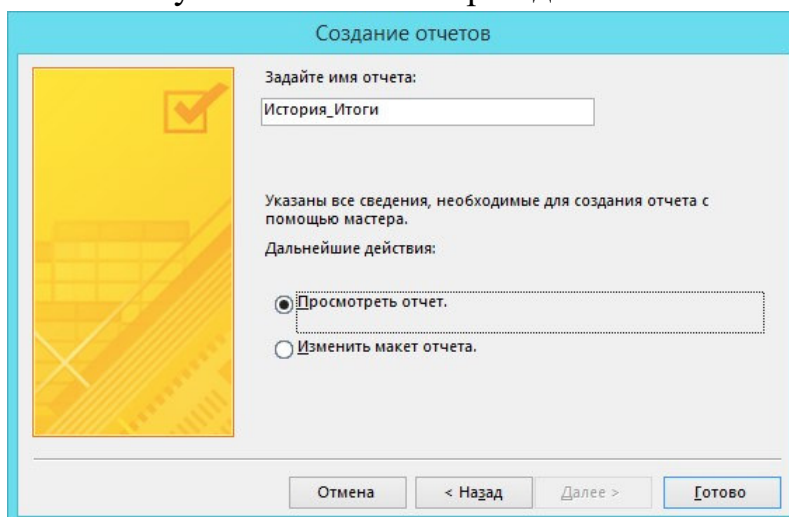 Создание отчетов
Задайте имя отчета:
История_Итоги
Указаны все сведения, необходимые для создания отчета с
помощью мастера.
Дальнейшие действия:
Просмотреть отчет.
Изменить макет отчета.
Отмена
< Назад
Далее >
Готово